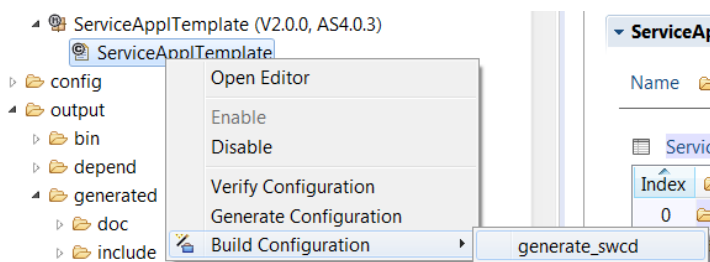 ServiceApplTemplate (V2.0.0, AS4.0.3)
ServiceApplTemplate
config
output
bin
depend
generated
doc
include
Open Editor
Enable
Disable
Verify Configuration
Generate Configuration
Build Configuration
generate_swcd
ServiceAp
Name
Servic
Index
0